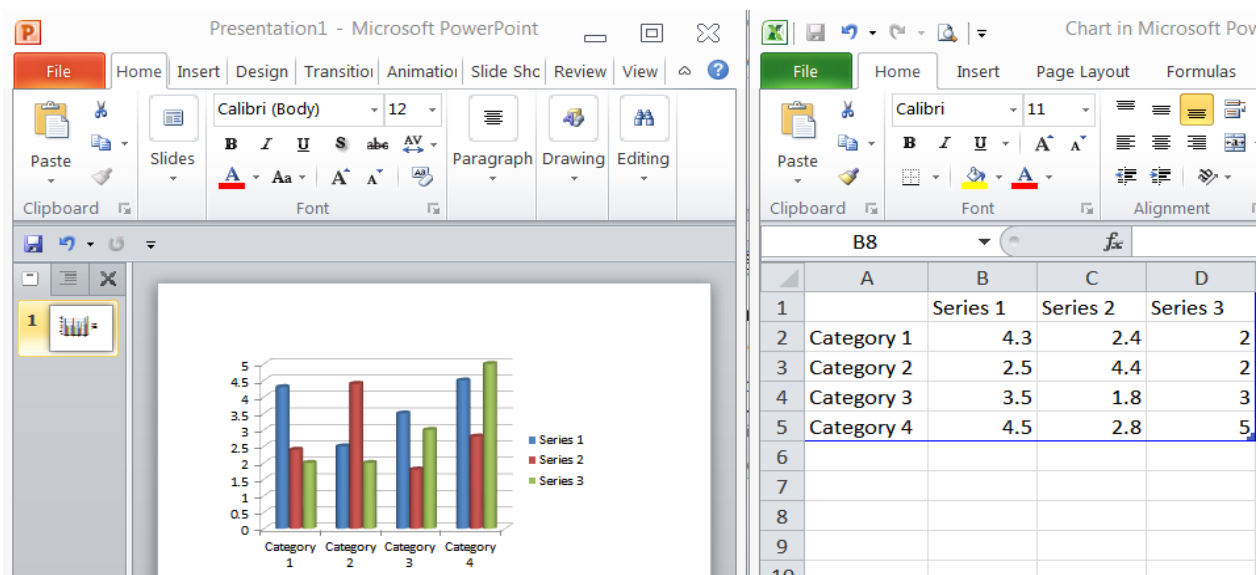 Presentation1 - Microsoft PowerPoint
File Home Insert Design Transitio Animatio Slide Sho Review View
Calibri (Body) 12
B I U S abc AV
Paste Slides A Aa A A Paragraph Drawing Editing
Clipboard Font
1
5
4.5
4
3.5
3
2.5
2
1.5
1
0.5
0
Series 1
Series 2
Series 3
Category 1 Category 2 Category 3 Category 4
Chart in Microsoft Pow
File Home Insert Page Layout Formulas
Calibri 11
B I U A A
Paste A
Clipboard Font Alignment
B8 fx
A B C D
1 Series 1 Series 2 Series 3
2 Category 1 4.3 2.4 2
3 Category 2 2.5 4.4 2
4 Category 3 3.5 1.8 3
5 Category 4 4.5 2.8 5
6
7
8
9
10